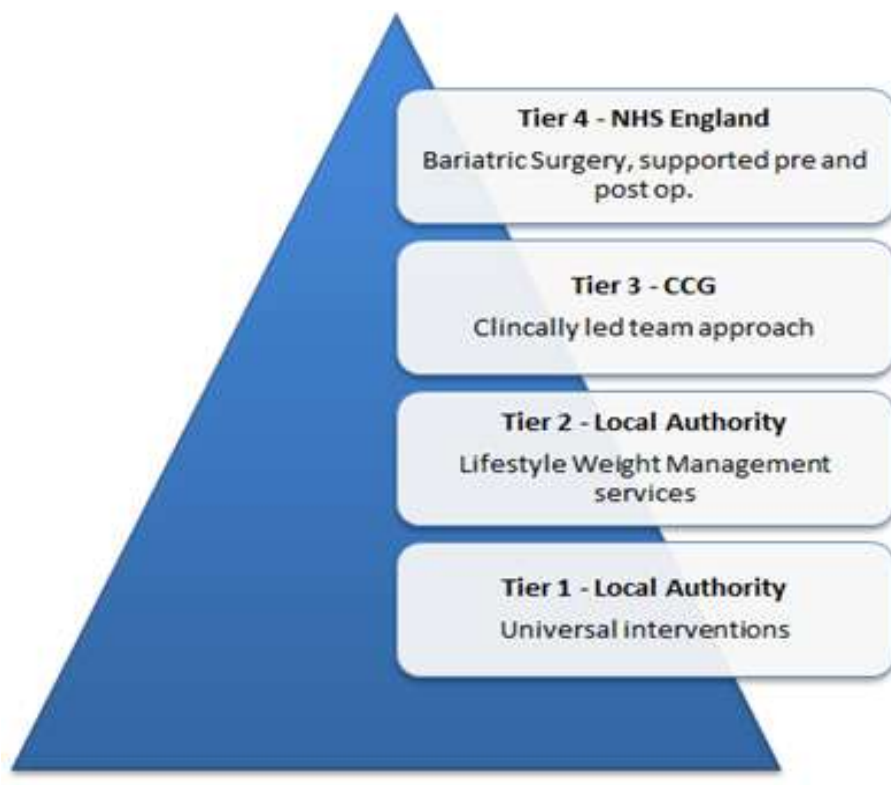 Tier 4 - NHS England
Bariatric Surgery, supported pre and
post op.
Tier 3 - CCG
Clincally led team approach
Tier 2 - Local Authority
Lifestyle Weight Management
services
Tier 1 - Local Authority
Universal interventions